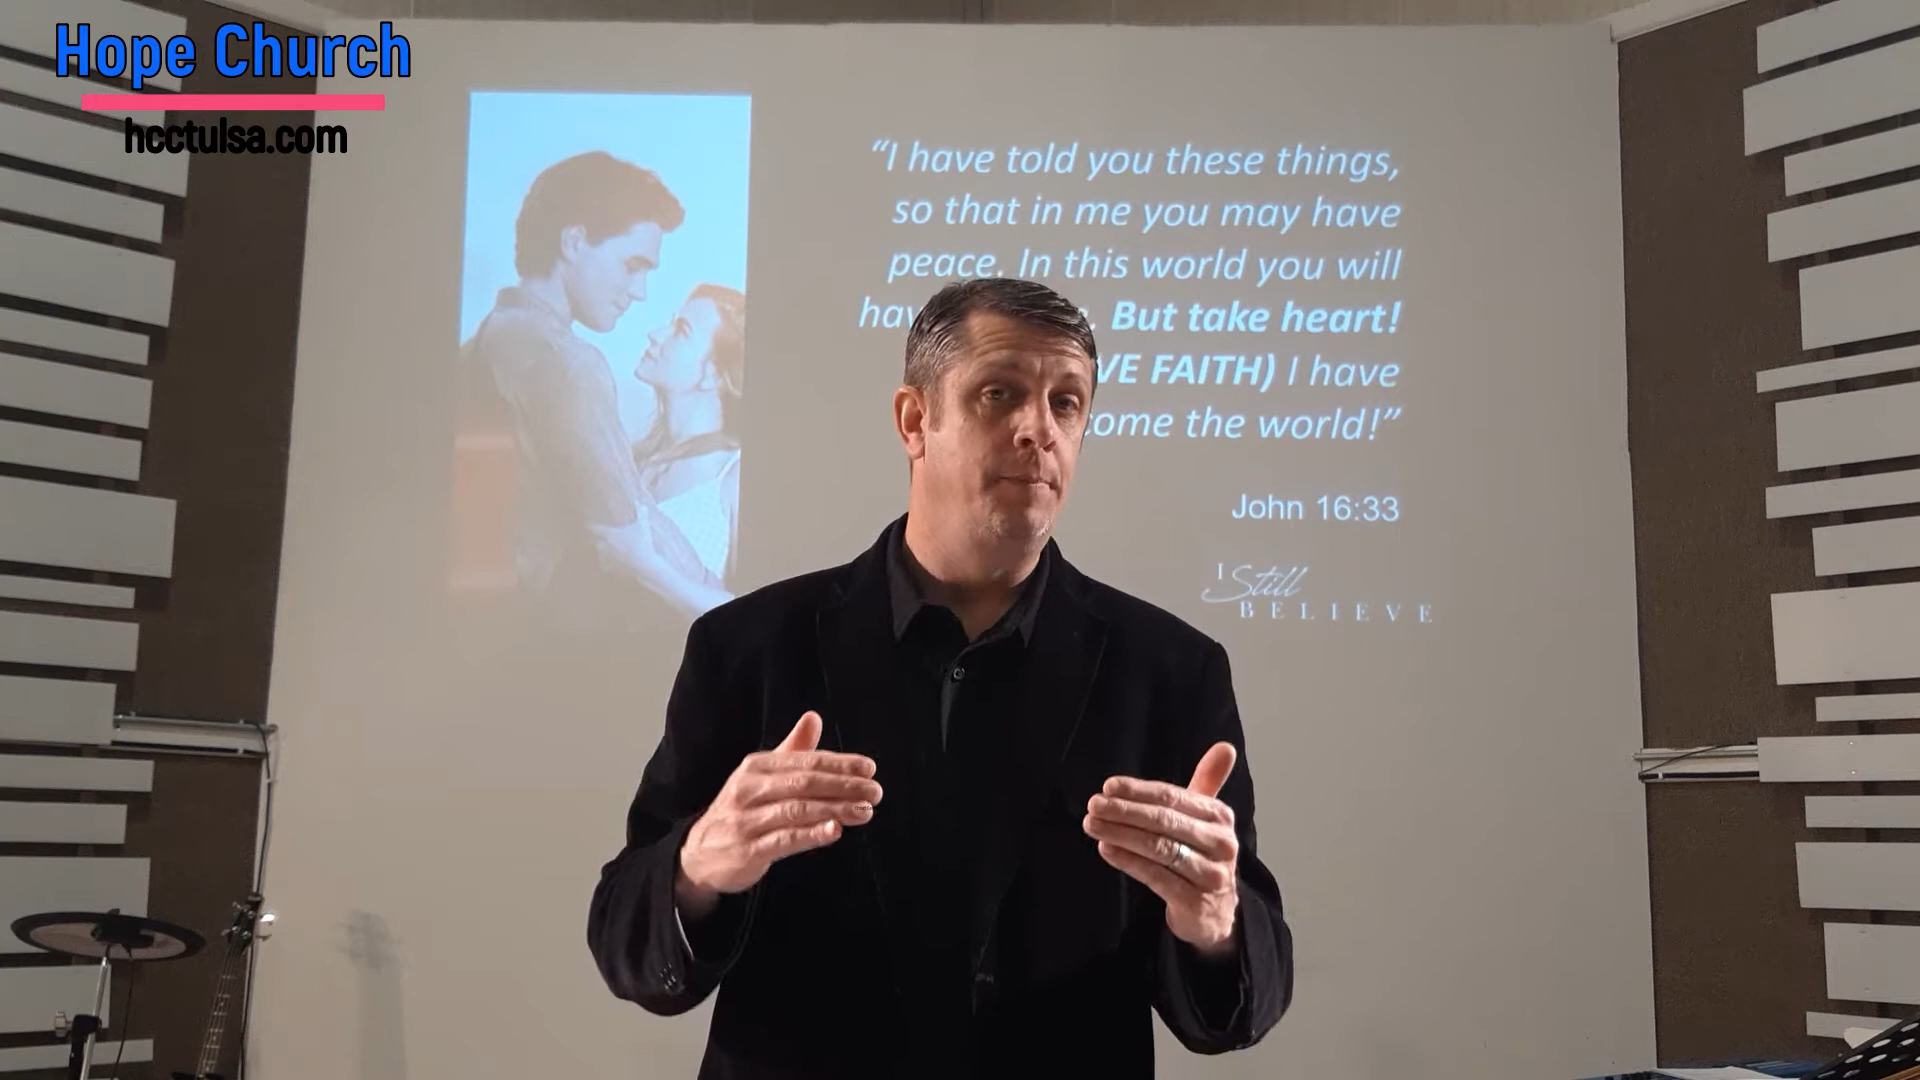 Hope Church
hcctulsa.com
“I have told you these things,
so that in me you may have
peace. In this world you will
But take heart!
FAITH) I have
the world!”
John 16:33
I Still
BELIEVE